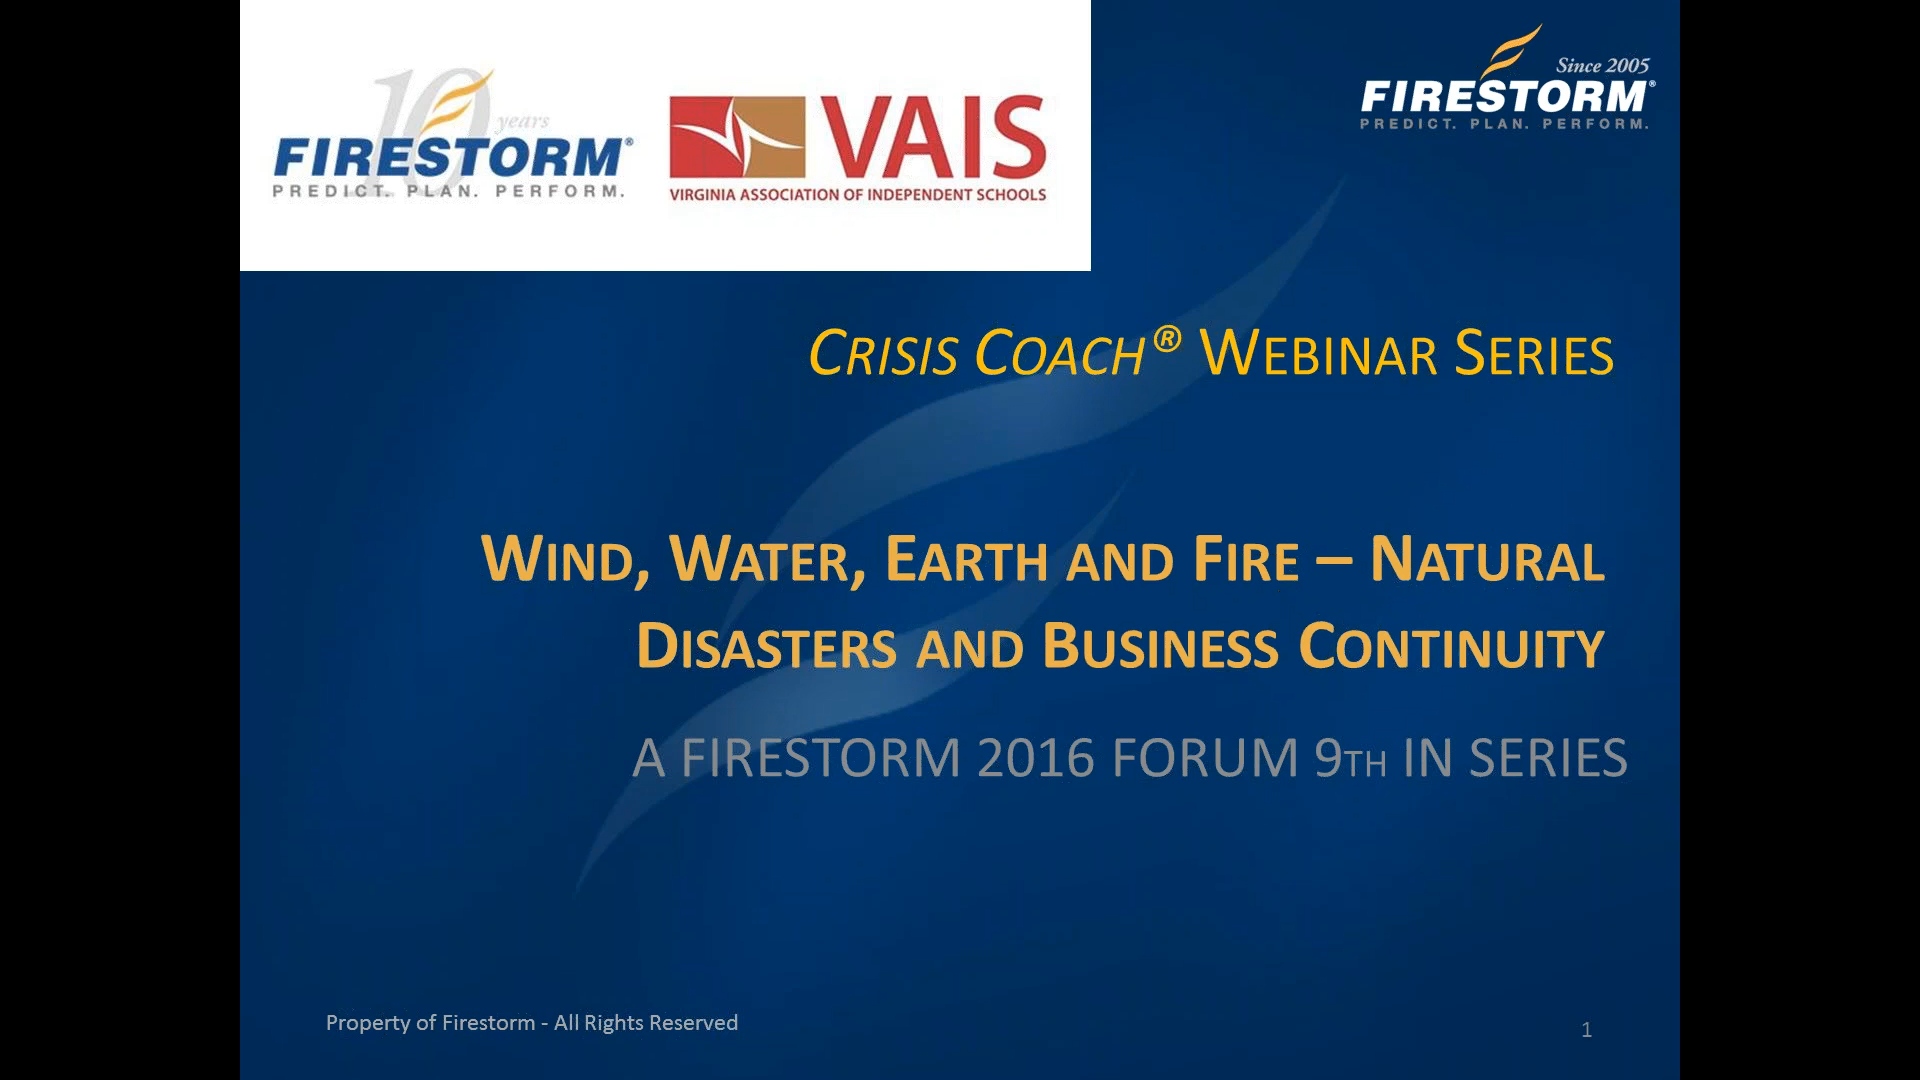 10 years
FIRESTORM®
PREDICT. PLAN. PERFORM.
VAIS
VIRGINIA ASSOCIATION OF INDEPENDENT SCHOOLS
Since 2005
FIRESTORM®
PREDICT. PLAN. PERFORM.
CRISIS COACH® WEBINAR SERIES
WIND, WATER, EARTH AND FIRE – NATURAL
DISASTERS AND BUSINESS CONTINUITY
A FIRESTORM 2016 FORUM 9TH IN SERIES
Property of Firestorm - All Rights Reserved
1